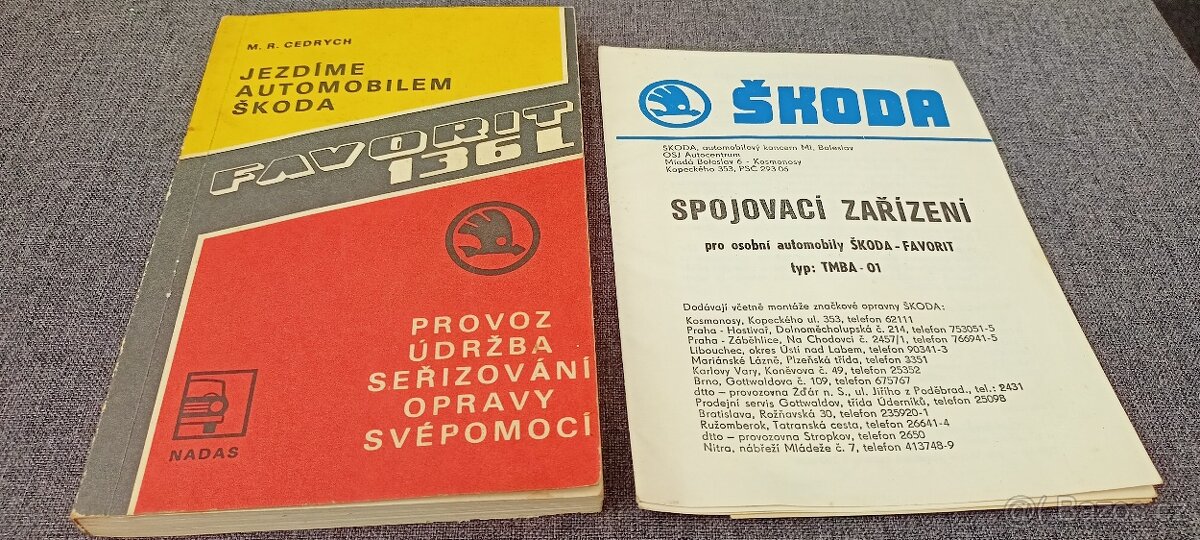 M. R. CEDRYCH
JEZDÍME
AUTOMOBILEM
ŠKODA
FAVORIT
136L
PROVOZ
ÚDRŽBA
SEŘIZOVÁNÍ
OPRAVY
SVÉPOMOCÍ
NADAS
ŠKODA
ŠKODA, automobilový koncern Ml. Boleslav
OSJ Autocentrum
Mladá Boleslav 6 - Kosmonosy
Kopeckého 353, PSČ 293 06
SPOJOVACÍ ZAŘÍZENÍ
pro osobní automobily ŠKODA - FAVORIT
typ: TMBA - 01
Dodávají včetně montáže značkové opravny ŠKODA:
Kosmonosy, Kopeckého ul. 353, telefon 62111
Praha - Hostivař, Dolnoměcholupská č. 214, telefon 753051-5
Praha - Záběhlice, Na Chodovci č. 2457/1, telefon 766941-5
Libouchec, okres Ústí nad Labem, telefon 90341-3
Mariánské Lázně, Plzeňská třída, telefon 3351
Karlovy Vary, Koněvova č. 49, telefon 25352
Brno, Gottwaldova č. 109, telefon 675767
dtto - provozovna Zďár n. S., ul. Jiřího z Poděbrad., tel.: 2431
Prodejní servis Gottwaldov, třída Úderníků, telefon 25098
Bratislava, Rožňavská 30, telefon 235920-1
Ružomberok, Tatranská cesta, telefon 26641-4
dtto - provozovna Stropkov, telefon 2650
Nitra, nábřeží Mládeže č. 7, telefon 413748-9
Bazos.cz